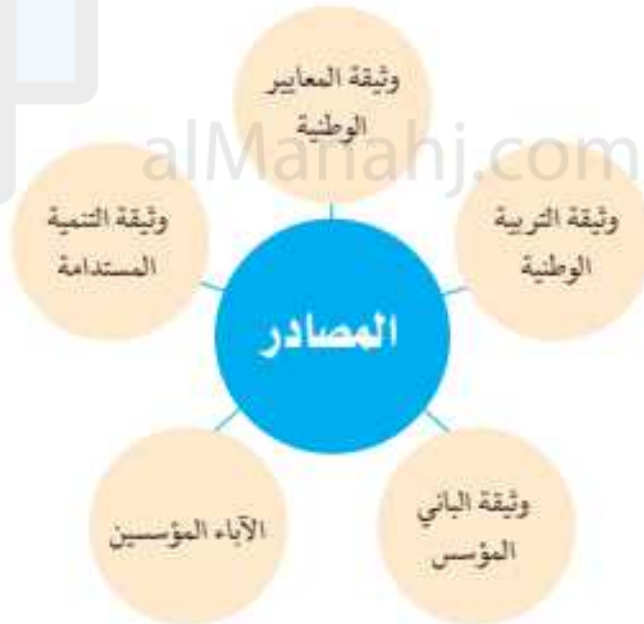 وثيقة المعايير
الوطنية
alManahj.com
وثيقة التربية
الوطنية
وثيقة التنمية
المستدامة
المصادر
وثيقة الباني
المؤسس
الآباء المؤسسين